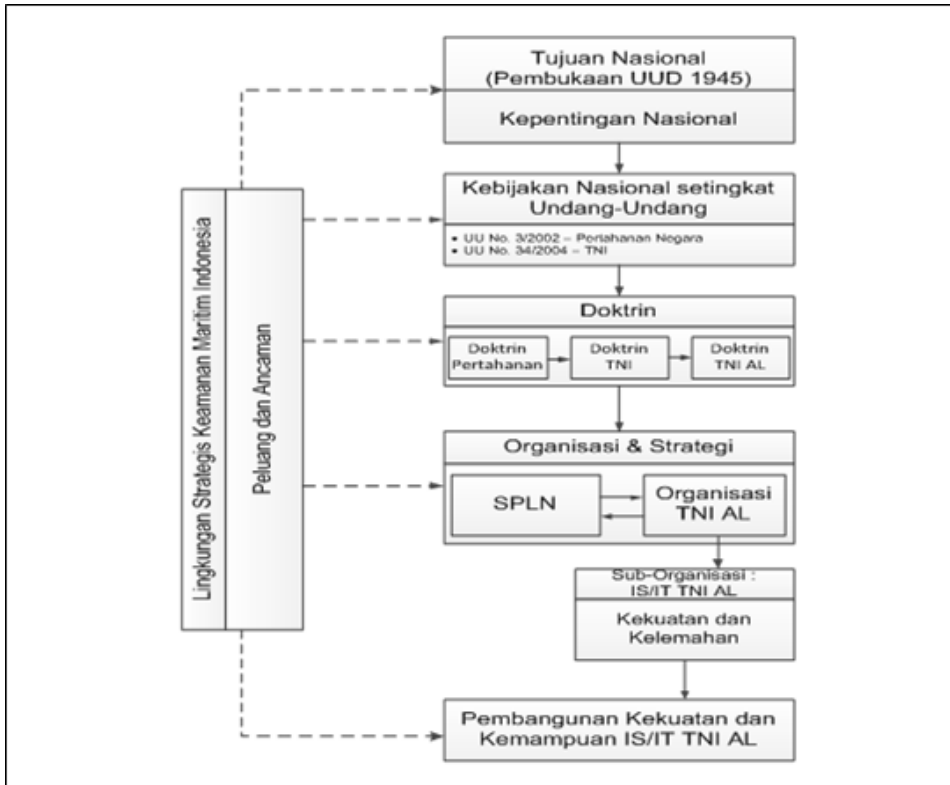 Tujuan Nasional
(Pembukaan UUD 1945)
Kepentingan Nasional
Kebijakan Nasional setingkat
Undang-Undang
• UU No. 3/2002 – Pertahanan Negara
• UU No. 34/2004 – TNI
Doktrin
Doktrin
Pertahanan
Doktrin
TNI
Doktrin
TNI AL
Organisasi & Strategi
SPLN
Organisasi
TNI AL
Sub-Organisasi :
IS/IT TNI AL
Kekuatan dan
Kelemahan
Pembangunan Kekuatan dan
Kemampuan IS/IT TNI AL
Lingkungan Strategis Keamanan Maritim Indonesia
Peluang dan Ancaman